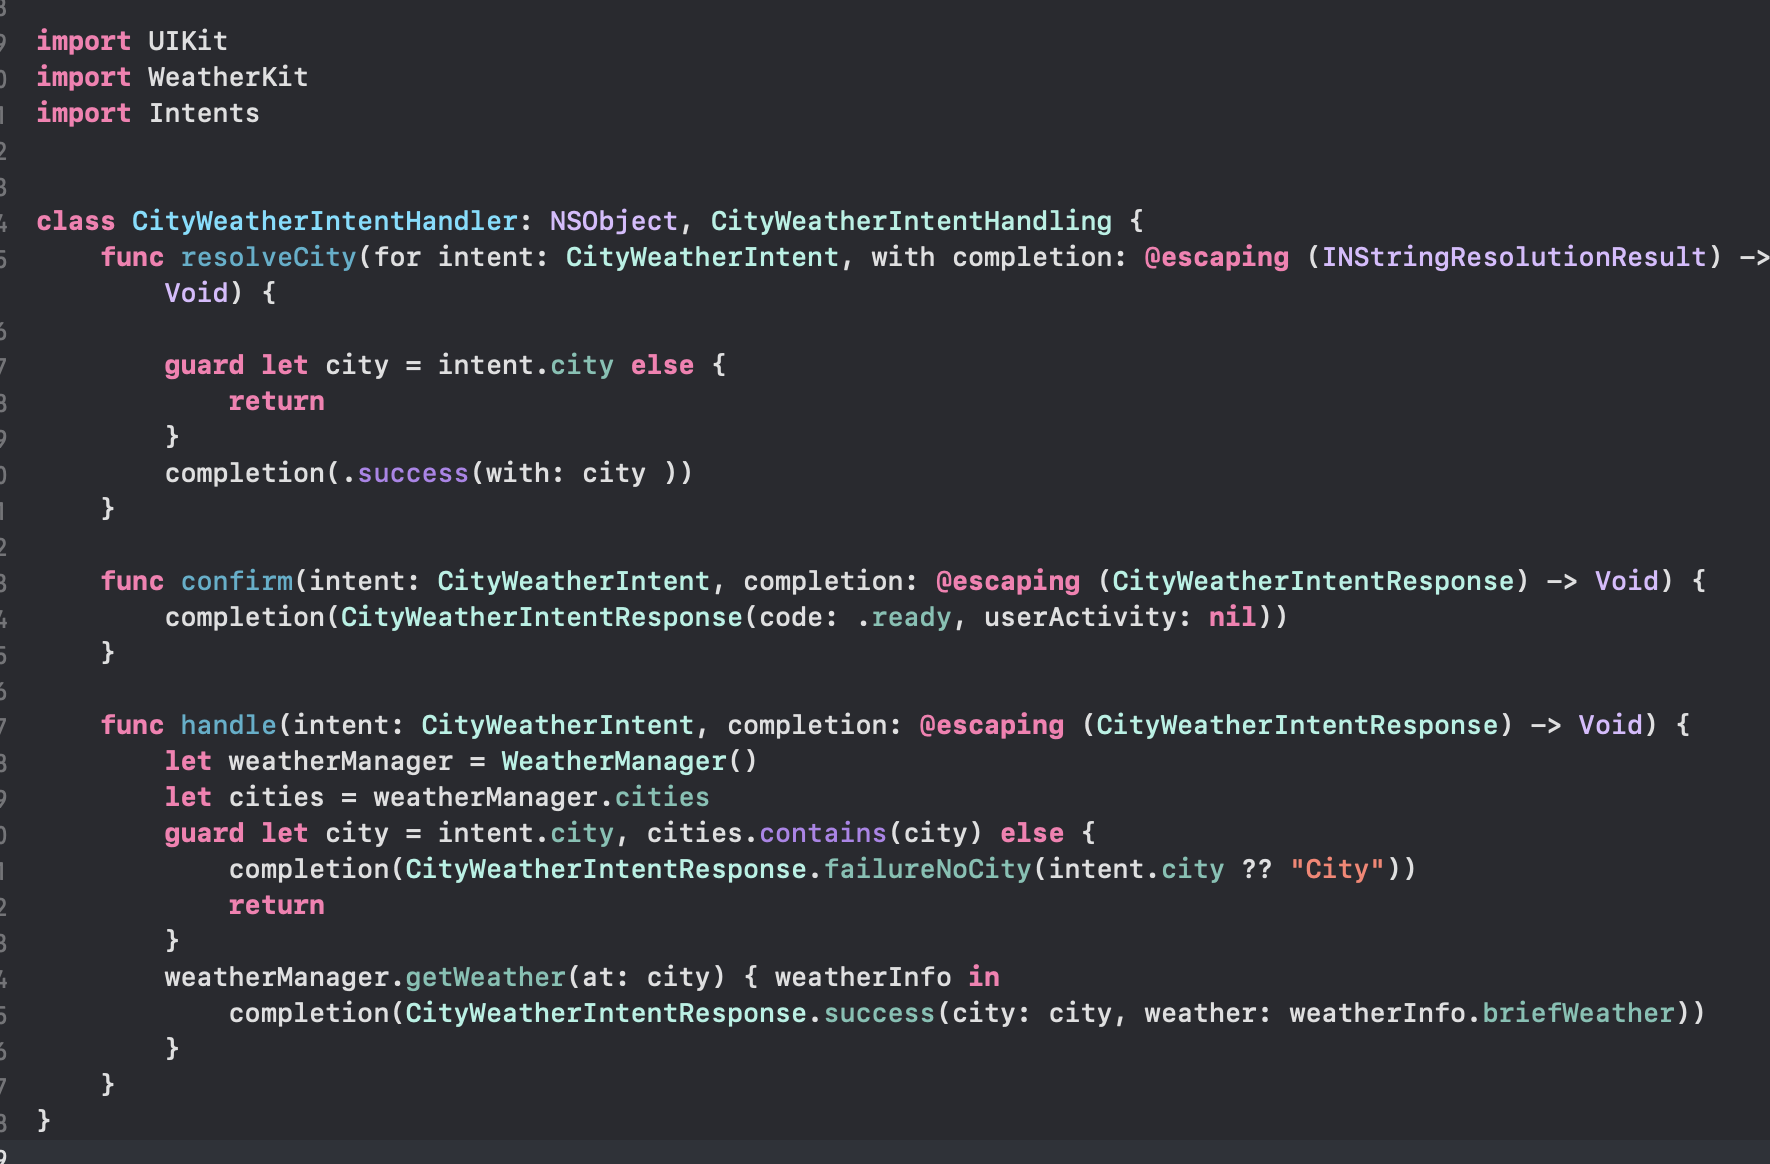 import UIKit
import WeatherKit
import Intents
class CityWeatherIntentHandler: NSObject, CityWeatherIntentHandling {
    func resolveCity(for intent: CityWeatherIntent, with completion: @escaping (INStringResolutionResult) ->
        Void) {
        guard let city = intent.city else {
            return
        }
        completion(.success(with: city ))
    }
    func confirm(intent: CityWeatherIntent, completion: @escaping (CityWeatherIntentResponse) -> Void) {
        completion(CityWeatherIntentResponse(code: .ready, userActivity: nil))
    }
    func handle(intent: CityWeatherIntent, completion: @escaping (CityWeatherIntentResponse) -> Void) {
        let weatherManager = WeatherManager()
        let cities = weatherManager.cities
        guard let city = intent.city, cities.contains(city) else {
            completion(CityWeatherIntentResponse.failureNoCity(intent.city ?? "City"))
            return
        }
        weatherManager.getWeather(at: city) { weatherInfo in
            completion(CityWeatherIntentResponse.success(city: city, weather: weatherInfo.briefWeather))
        }
    }
}